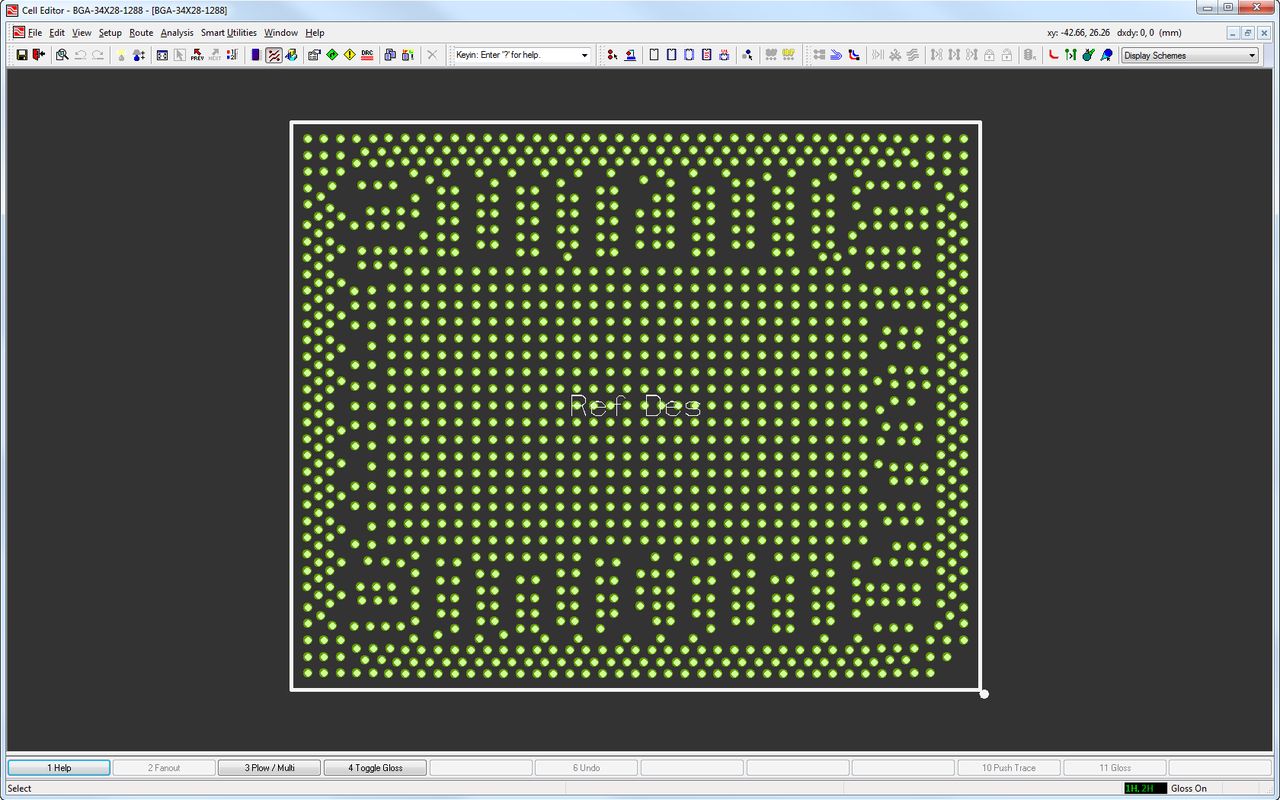 Cell Editor - BGA-34X28-1288 - [BGA-34X28-1288]
File Edit View Setup Route Analysis Smart Utilities Window Help
xy: -42.66, 26.26 dxdy: 0, 0 (mm)
PREV
NEXT
DRC
Keyin: Enter '?' for help.
Display Schemes
Ref Des
1 Help
2 Fanout
3 Plow / Multi
4 Toggle Gloss
6 Undo
10 Push Trace
11 Gloss
Select
1H, 2H
Gloss On